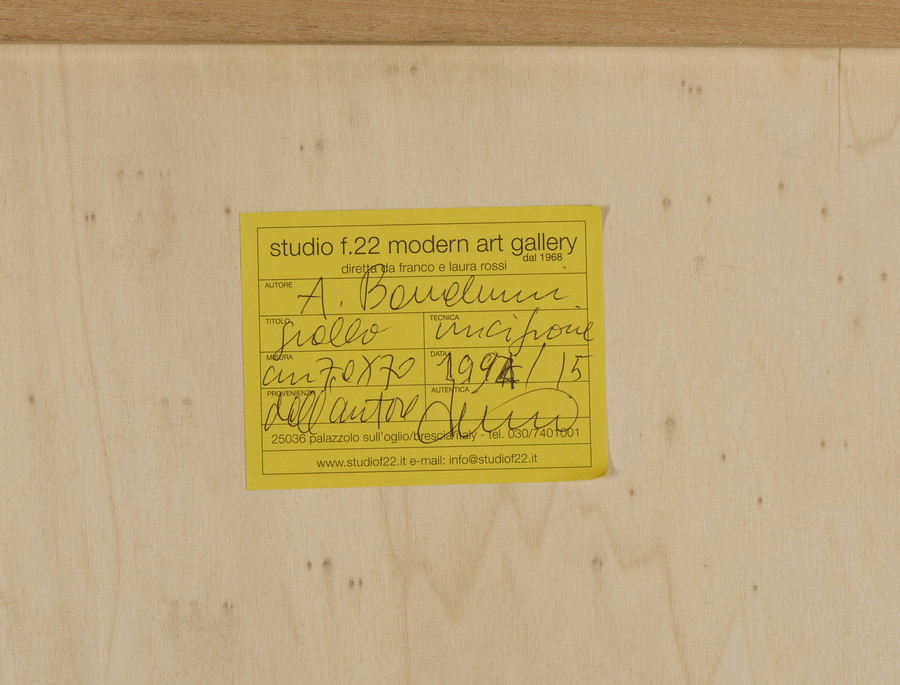 studio f.22 modern art gallery
dal 1968
diretta da franco e laura rossi
AUTORE A.
TITOLO giallo TECNICA incisione
MISURA cm 70x70 DATA 1991/15
PROVENIENZA dell'autore AUTENTICA
25036 palazzolo sull'oglio/brescia/italy - tel. 030/7401001
www.studiof22.it e-mail: info@studiof22.it